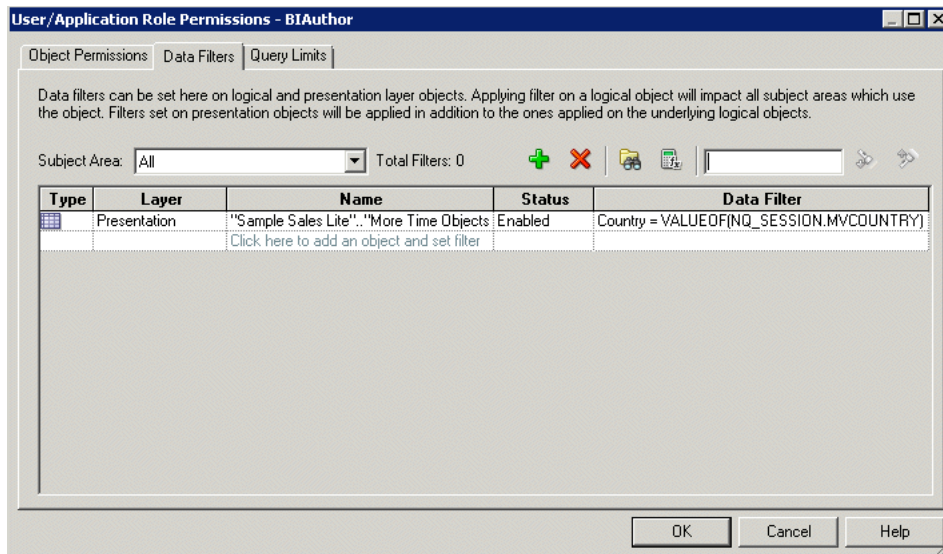 User/Application Role Permissions - BIAuthor
Object Permissions Data Filters Query Limits
Data filters can be set here on logical and presentation layer objects. Applying filter on a logical object will impact all subject areas which use
the object. Filters set on presentation objects will be applied in addition to the ones applied on the underlying logical objects.
Subject Area: All Total Filters: 0
Type Layer Name Status Data Filter
Presentation "Sample Sales Lite".."More Time Objects Enabled Country = VALUEOF(NQ_SESSION.MVCOUNTRY)
Click here to add an object and set filter
OK Cancel Help